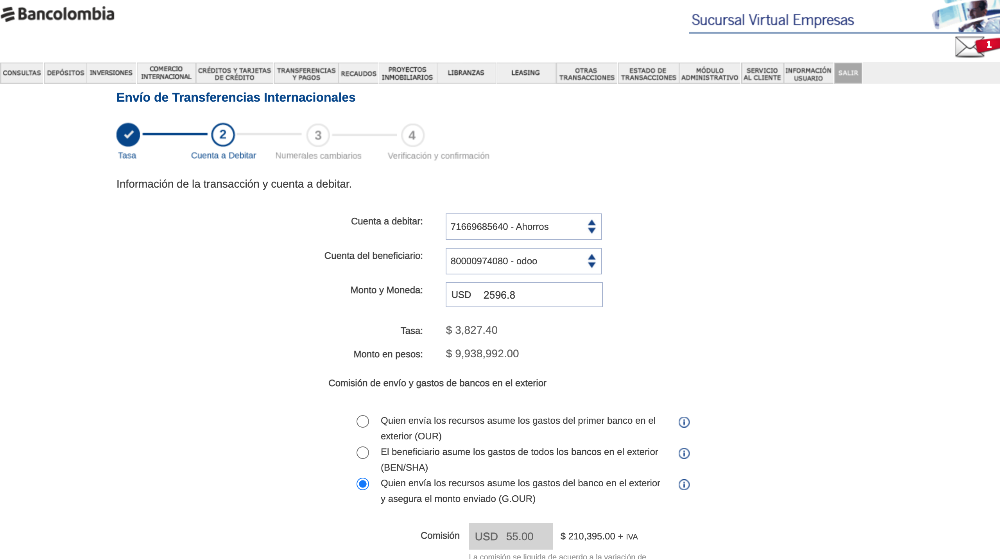 Bancolombia
Sucursal Virtual Empresas
1
CONSULTAS
DEPÓSITOS
INVERSIONES
COMERCIO
INTERNACIONAL
CRÉDITOS Y TARJETAS
DE CRÉDITO
TRANSFERENCIAS
Y PAGOS
RECAUDOS
PROYECTOS
INMOBILIARIOS
LIBRANZAS
LEASING
OTRAS
TRANSACCIONES
ESTADO DE
TRANSACCIONES
MÓDULO
ADMINISTRATIVO
SERVICIO
AL CLIENTE
INFORMACIÓN
USUARIO
SALIR
Envío de Transferencias Internacionales
2
3
4
Tasa
Cuenta a Debitar
Numerales cambiarios
Verificación y confirmación
Información de la transacción y cuenta a debitar.
Cuenta a debitar:
71669685640 - Ahorros
Cuenta del beneficiario:
80000974080 - odoo
Monto y Moneda:
USD 2596.8
Tasa:
$ 3,827.40
Monto en pesos:
$ 9,938,992.00
Comisión de envío y gastos de bancos en el exterior
Quien envía los recursos asume los gastos del primer banco en el
exterior (OUR)
El beneficiario asume los gastos de todos los bancos en el exterior
(BEN/SHA)
Quien envía los recursos asume los gastos del banco en el exterior
y asegura el monto enviado (G.OUR)
Comisión
USD 55.00
$ 210,395.00 + IVA
La comisión se liquida de acuerdo a la variación de